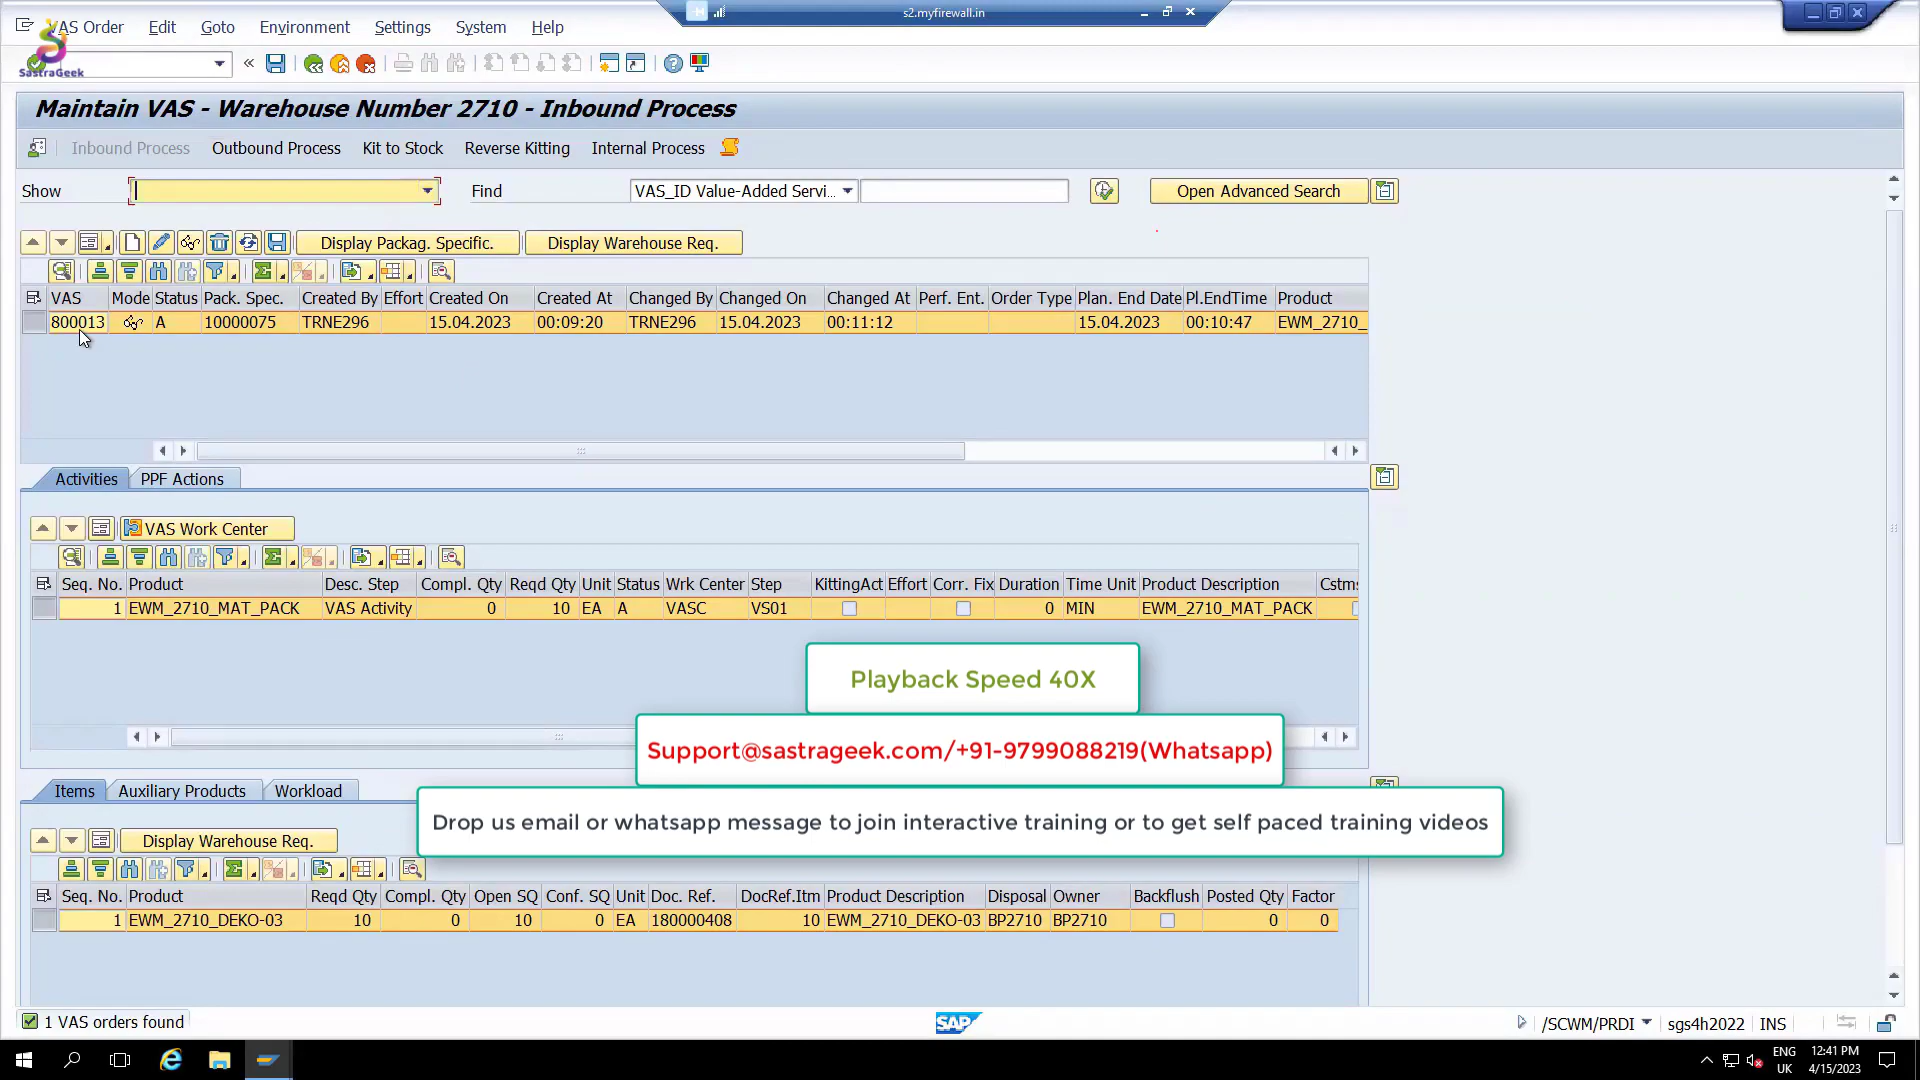 s2.myfirewall.in
VAS Order Edit Goto Environment Settings System Help
SastraGeek
Maintain VAS - Warehouse Number 2710 - Inbound Process
Inbound Process Outbound Process Kit to Stock Reverse Kitting Internal Process
Show Find VAS_ID Value-Added Servi... Open Advanced Search
Display Packag. Specific. Display Warehouse Req.
VAS Mode Status Pack. Spec. Created By Effort Created On Created At Changed By Changed On Changed At Perf. Ent. Order Type Plan. End Date Pl.EndTime Product
800013 A 10000075 TRNE296 15.04.2023 00:09:20 TRNE296 15.04.2023 00:11:12 15.04.2023 00:10:47 EWM_2710_
Activities PPF Actions
VAS Work Center
Seq. No. Product Desc. Step Compl. Qty Reqd Qty Unit Status Wrk Center Step KittingAct Effort Corr. Fix Duration Time Unit Product Description Cstms
1 EWM_2710_MAT_PACK VAS Activity 0 10 EA A VASC VS01 0 MIN EWM_2710_MAT_PACK
Playback Speed 40X
Support@sastrageek.com/+91-9799088219(Whatsapp)
Items Auxiliary Products Workload
Drop us email or whatsapp message to join interactive training or to get self paced training videos
Display Warehouse Req.
Seq. No. Product Reqd Qty Compl. Qty Open SQ Conf. SQ Unit Doc. Ref. DocRef.Itm Product Description Disposal Owner Backflush Posted Qty Factor
1 EWM_2710_DEKO-03 10 0 10 0 EA 180000408 10 EWM_2710_DEKO-03 BP2710 BP2710 0 0
1 VAS orders found SAP /SCWM/PRDI sgs4h2022 INS
ENG 12:41 PM
UK 4/15/2023